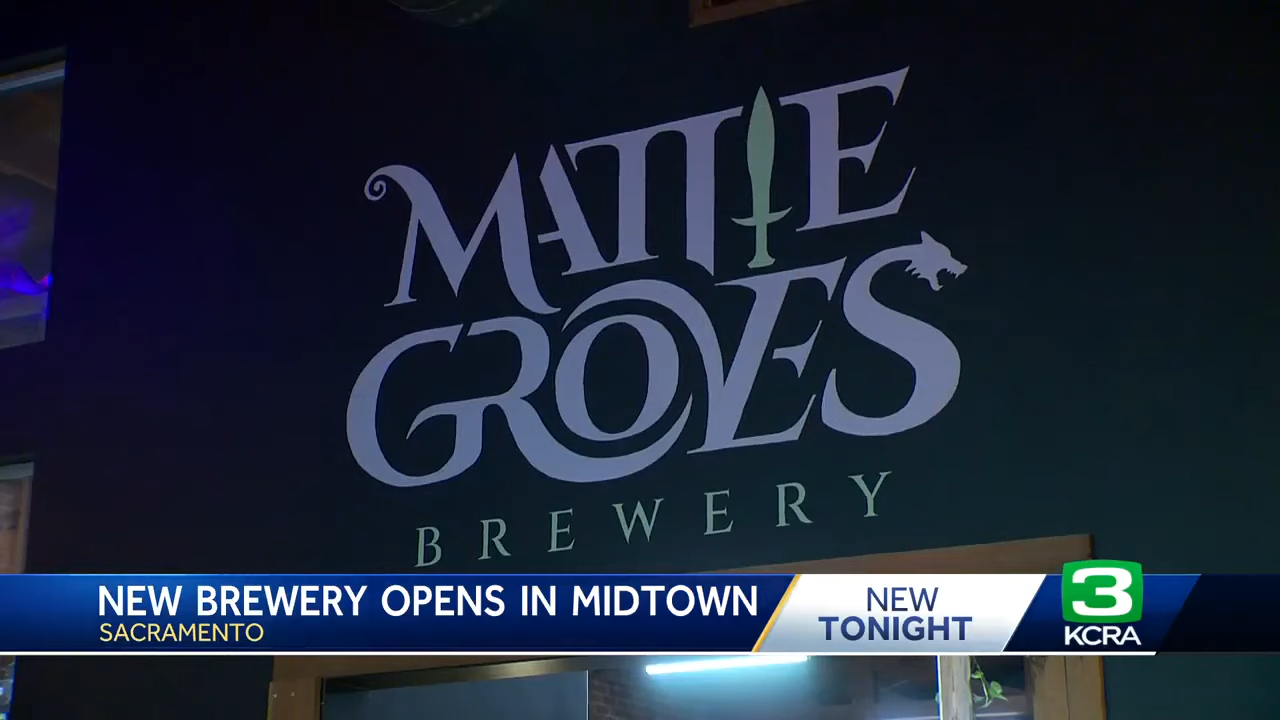 MATTIE
GROVES
BREWERY
NEW BREWERY OPENS IN MIDTOWN
SACRAMENTO
NEW
TONIGHT
3
KCRA